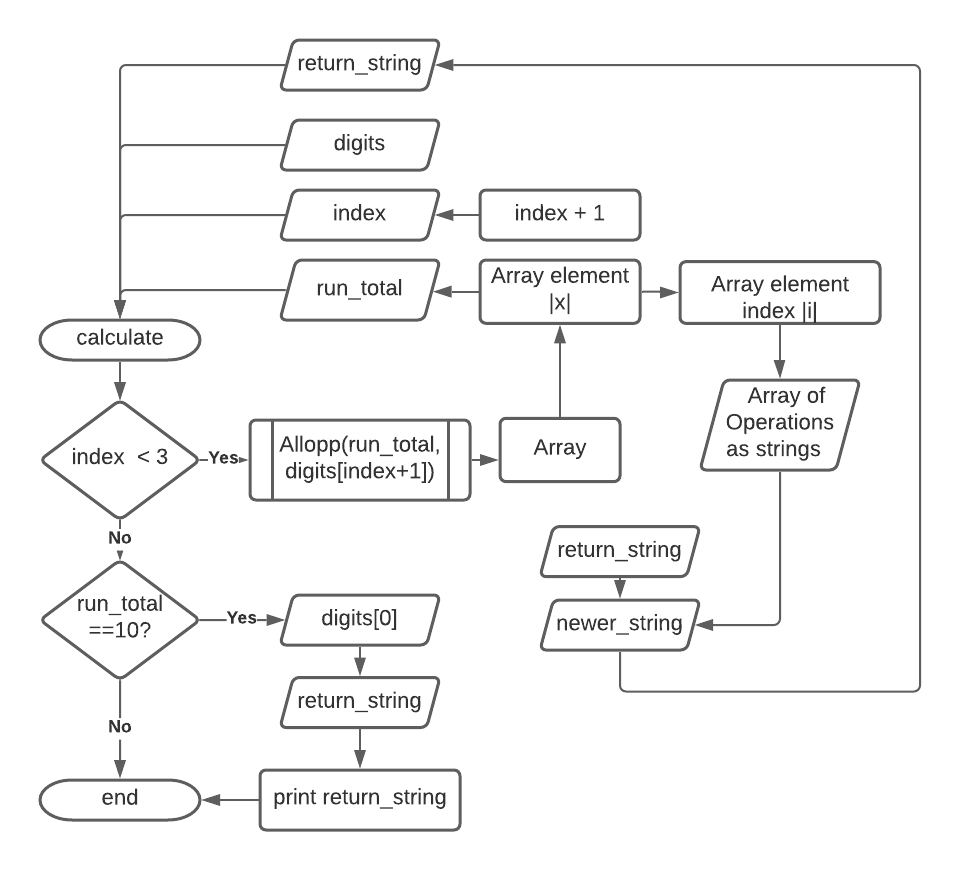 return_string
digits
index
index + 1
run_total
Array element
|x|
Array element
index |i|
calculate
Array of
Operations
as strings
index  < 3
Yes
Allopp(run_total,
digits[index+1])
Array
No
return_string
run_total
==10?
Yes
digits[0]
newer_string
return_string
No
end
print return_string